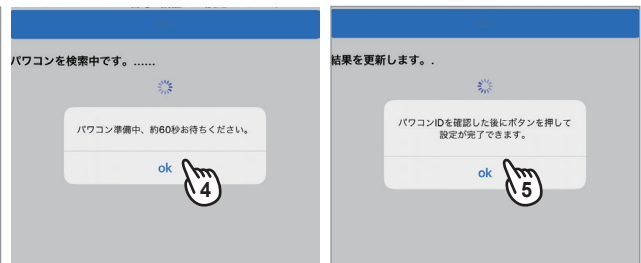 パワコンを検索中です。......
パワコン準備中、約60秒お待ちください。
ok
4
結果を更新します。.
パワコンIDを確認した後にボタンを押して
設定が完了できます。
ok
5